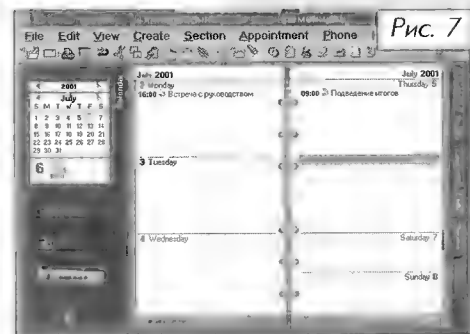 Рис. 7
File Edit View Create Section Appointment Phone
2001
July
S M T W T F S
1 2 3 4 5 6 7
8 9 10 11 12 13 14
15 16 17 18 19 20 21
22 23 24 25 26 27 28
29 30 31
6
July 2001
2 Monday
16:00 Встреча с руководством
3 Tuesday
4 Wednesday
July 2001
Thursday 5
09:00 Подведение итогов
Saturday 7
Sunday 8